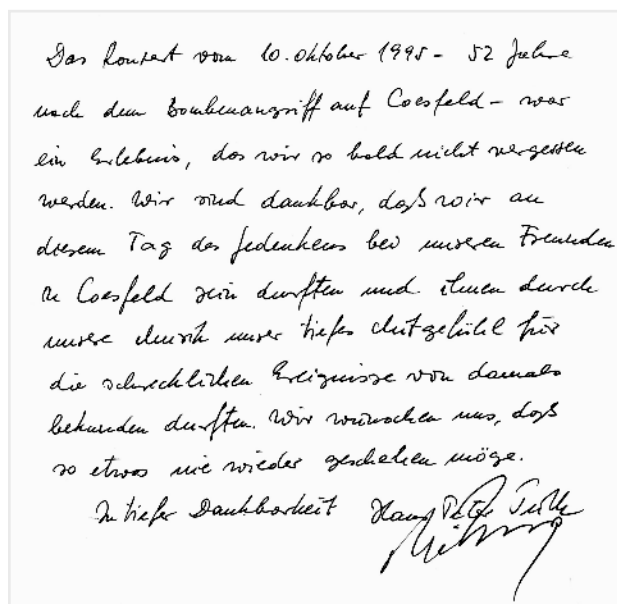 Das Konzert vom 10. Oktober 1995 - 52 Jahre
nach dem Bombenangriff auf Coesfeld - war
ein Erlebnis, das wir so bald nicht vergessen
werden. Wir sind dankbar, daß wir an
diesem Tag des Gedenkens bei unseren Freunden
in Coesfeld sein durften und ihnen durch
unsere Musik unser tiefes Mitgefühl für
die schrecklichen Ereignisse von damals
bekunden durften. Wir wünschen uns, daß
so etwas nie wieder geschehen möge.
In tiefer Dankbarkeit Hans Peter